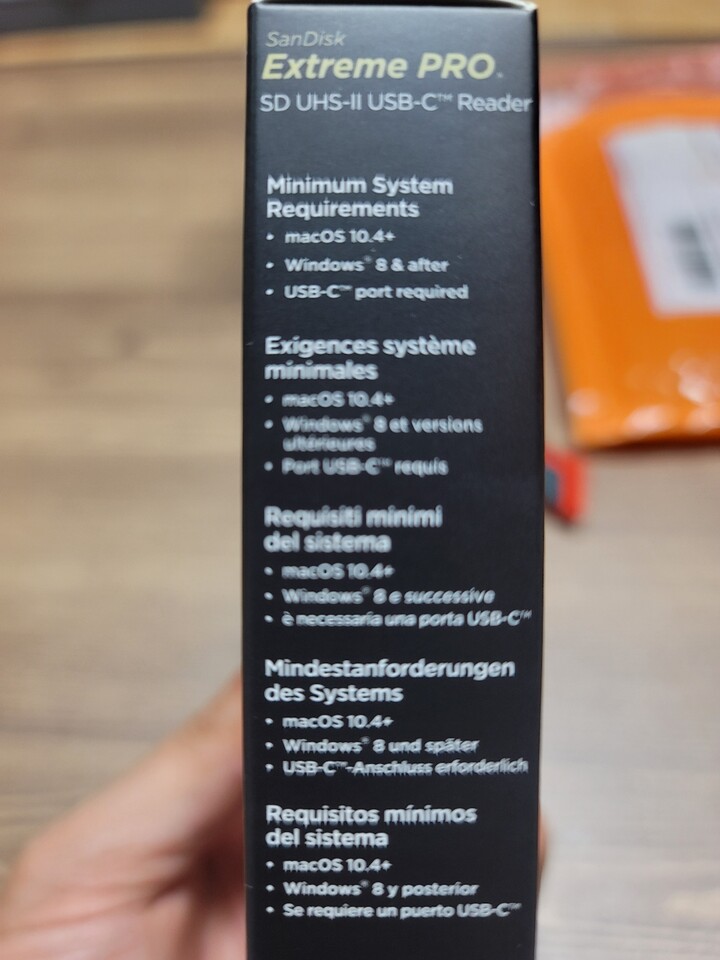 SanDisk
Extreme PRO®
SD UHS-II USB-C™ Reader
Minimum System
Requirements
• macOS 10.4+
• Windows® 8 & after
• USB-C™ port required
Exigences système
minimales
• macOS 10.4+
• Windows® 8 et versions
ultérieures
• Port USB-C™ requis
Requisiti minimi
del sistema
• macOS 10.4+
• Windows® 8 e successive
• è necessaria una porta USB-C™
Mindestanforderungen
des Systems
• macOS 10.4+
• Windows® 8 und später
• USB-C™-Anschluss erforderlich
Requisitos mínimos
del sistema
• macOS 10.4+
• Windows® 8 y posterior
• Se requiere un puerto USB-C™